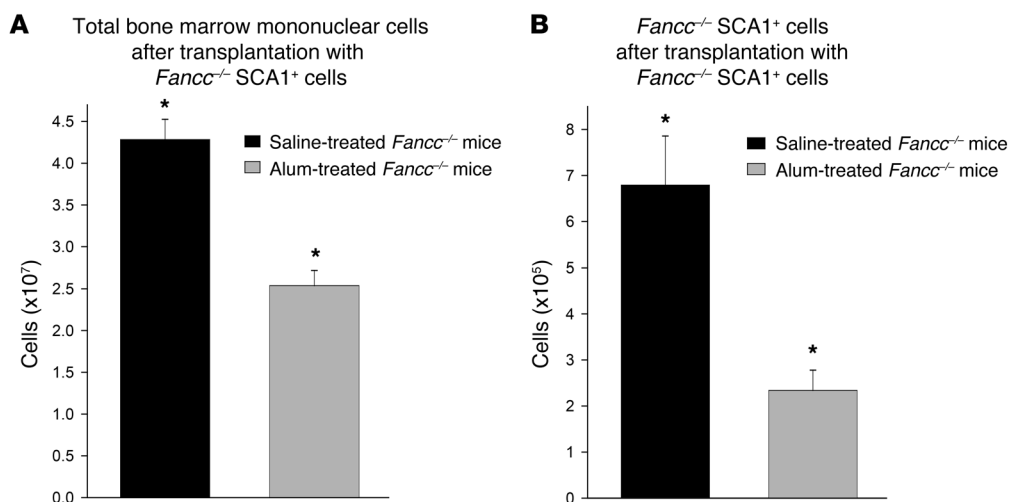 A
Total bone marrow mononuclear cells
after transplantation with
Fancc⁻/⁻ SCA1⁺ cells
Cells (x10⁷)
4.5
4.0
3.5
3.0
2.5
2.0
1.5
1.0
0.5
0.0
*
*
Saline-treated Fancc⁻/⁻ mice
Alum-treated Fancc⁻/⁻ mice
B
Fancc⁻/⁻ SCA1⁺ cells
after transplantation with
Fancc⁻/⁻ SCA1⁺ cells
Cells (x10⁵)
8
7
6
5
4
3
2
1
0
*
*
Saline-treated Fancc⁻/⁻ mice
Alum-treated Fancc⁻/⁻ mice